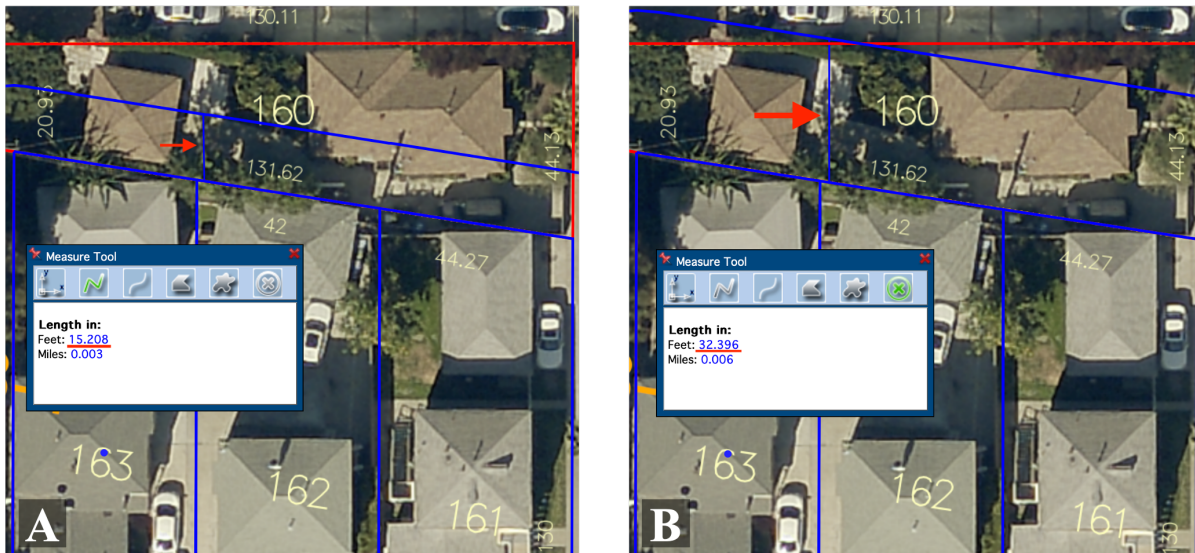 130.11
160
20.93
131.62
44.13
42
44.27
Measure Tool
Length in:
Feet: 15.208
Miles: 0.003
163
162
161
130
A
130.11
160
20.93
131.62
44.13
42
44.27
Measure Tool
Length in:
Feet: 32.396
Miles: 0.006
163
162
161
130
B